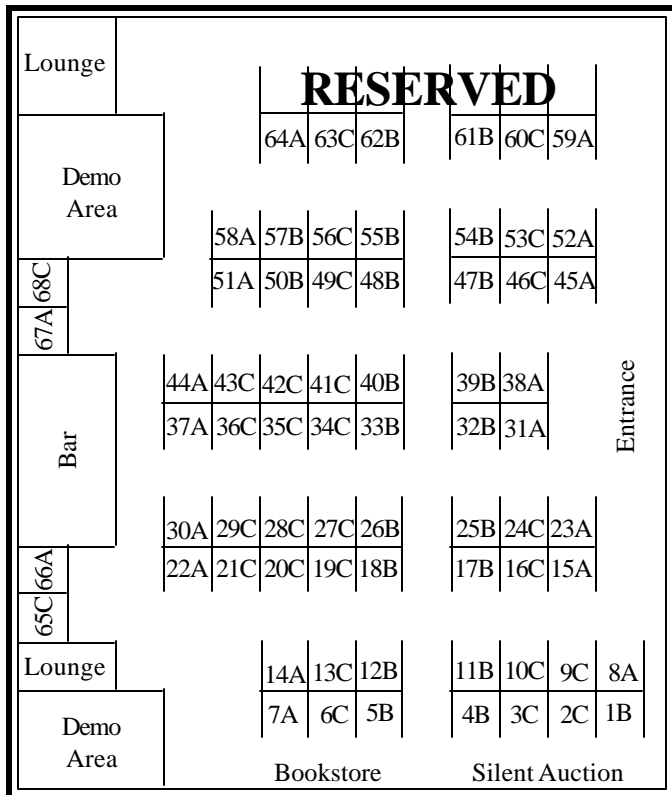 Lounge
RESERVED
64A 63C 62B 61B 60C 59A
Demo
Area
58A 57B 56C 55B 54B 53C 52A
51A 50B 49C 48B 47B 46C 45A
68C
67A
44A 43C 42C 41C 40B 39B 38A
37A 36C 35C 34C 33B 32B 31A
Entrance
Bar
30A 29C 28C 27C 26B 25B 24C 23A
22A 21C 20C 19C 18B 17B 16C 15A
66A
65C
Lounge
14A 13C 12B 11B 10C 9C 8A
7A 6C 5B 4B 3C 2C 1B
Demo
Area
Bookstore Silent Auction